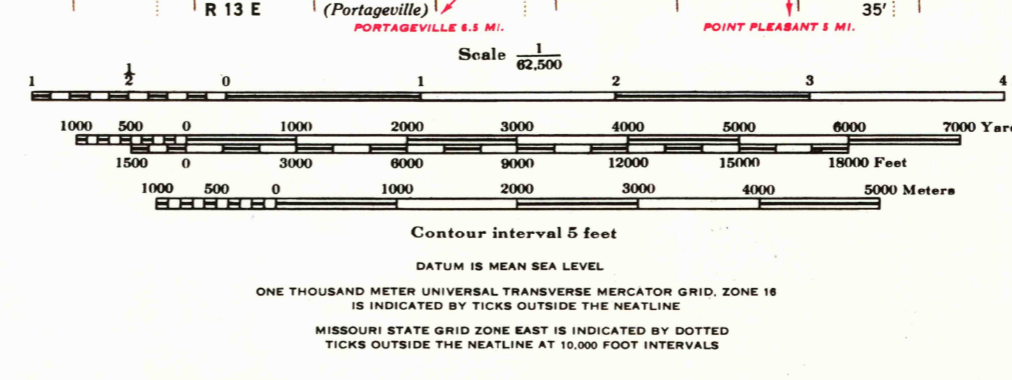 R 13 E (Portageville) 35'
PORTAGEVILLE 6.5 MI. POINT PLEASANT 5 MI.
Scale 1/62,500
1 1/2 0 1 2 3 4
1000 500 0 1000 2000 3000 4000 5000 6000 7000 Yar
1500 0 3000 6000 9000 12000 15000 18000 Feet
1000 500 0 1000 2000 3000 4000 5000 Meters
Contour interval 5 feet
DATUM IS MEAN SEA LEVEL
ONE THOUSAND METER UNIVERSAL TRANSVERSE MERCATOR GRID, ZONE 16
IS INDICATED BY TICKS OUTSIDE THE NEATLINE
MISSOURI STATE GRID ZONE EAST IS INDICATED BY DOTTED
TICKS OUTSIDE THE NEATLINE AT 10,000 FOOT INTERVALS